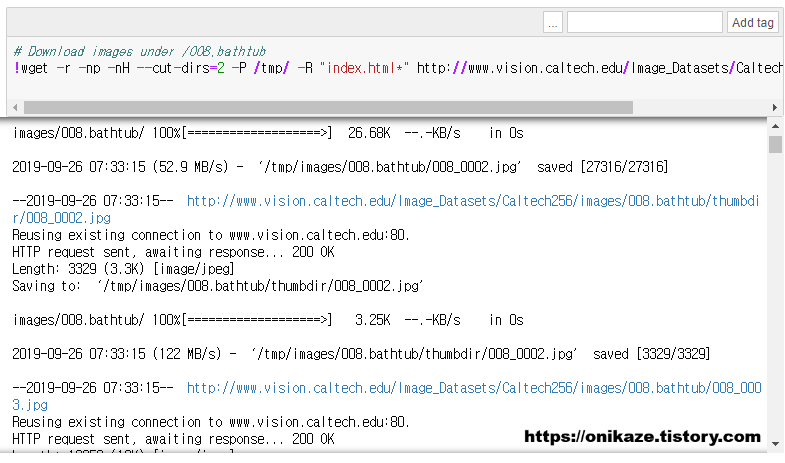 ...
Add tag
# Download images under /008.bathtub
!wget -r -np -nH --cut-dirs=2 -P /tmp/ -R "index.html*" http://www.vision.caltech.edu/Image_Datasets/Caltech
images/008.bathtub/ 100%[===================>]  26.68K  --.-KB/s    in 0s
2019-09-26 07:33:15 (52.9 MB/s) - ‘/tmp/images/008.bathtub/008_0002.jpg’ saved [27316/27316]
--2019-09-26 07:33:15--  http://www.vision.caltech.edu/Image_Datasets/Caltech256/images/008.bathtub/thumbdi
r/008_0002.jpg
Reusing existing connection to www.vision.caltech.edu:80.
HTTP request sent, awaiting response... 200 OK
Length: 3329 (3.3K) [image/jpeg]
Saving to: ‘/tmp/images/008.bathtub/thumbdir/008_0002.jpg’
images/008.bathtub/ 100%[===================>]   3.25K  --.-KB/s    in 0s
2019-09-26 07:33:15 (122 MB/s) - ‘/tmp/images/008.bathtub/thumbdir/008_0002.jpg’ saved [3329/3329]
--2019-09-26 07:33:15--  http://www.vision.caltech.edu/Image_Datasets/Caltech256/images/008.bathtub/008_000
3.jpg
Reusing existing connection to www.vision.caltech.edu:80.
HTTP request sent, awaiting response... 200 OK
https://onikaze.tistory.com